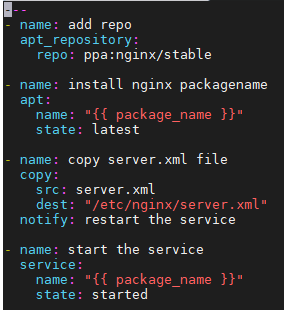 ---
- name: add repo
  apt_repository:
    repo: ppa:nginx/stable
- name: install nginx packagename
  apt:
    name: "{{ package_name }}"
    state: latest
- name: copy server.xml file
  copy:
    src: server.xml
    dest: "/etc/nginx/server.xml"
  notify: restart the service
- name: start the service
  service:
    name: "{{ package_name }}"
    state: started